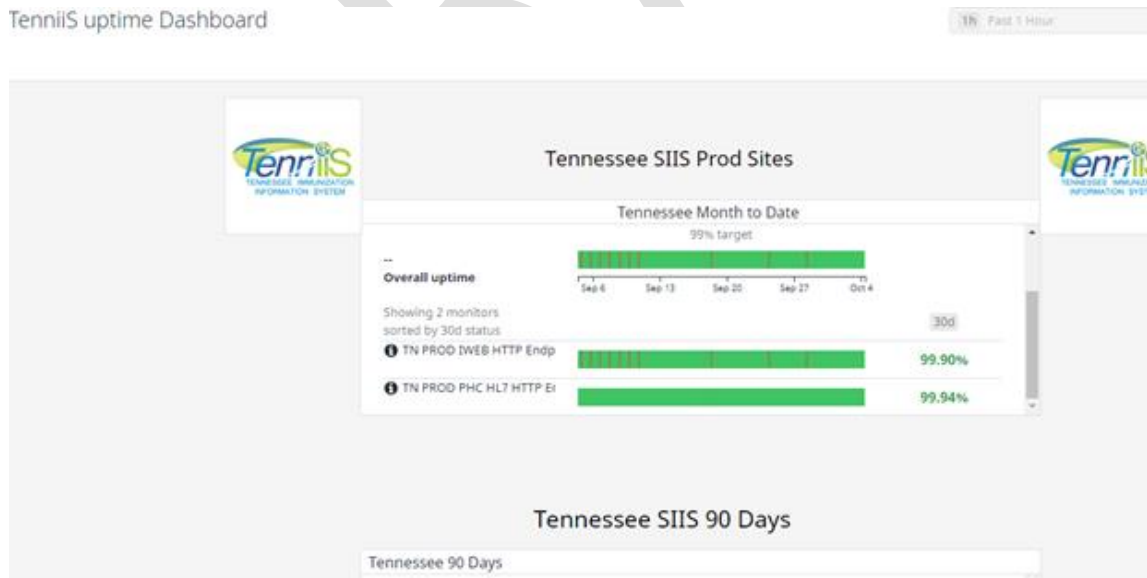 TenniiS uptime Dashboard
1h Past 1 Hour
TenniiS
TENNESSEE IMMUNIZATION
INFORMATION SYSTEM
Tennessee SIIS Prod Sites
Tennessee Month to Date
99% target
--
Overall uptime
Sep 6 Sep 13 Sep 20 Sep 27 Oct 4
Showing 2 monitors
sorted by 30d status
30d
TN PROD IWEB HTTP Endp
99.90%
TN PROD PHC HL7 HTTP
99.94%
Tennessee SIIS 90 Days
Tennessee 90 Days